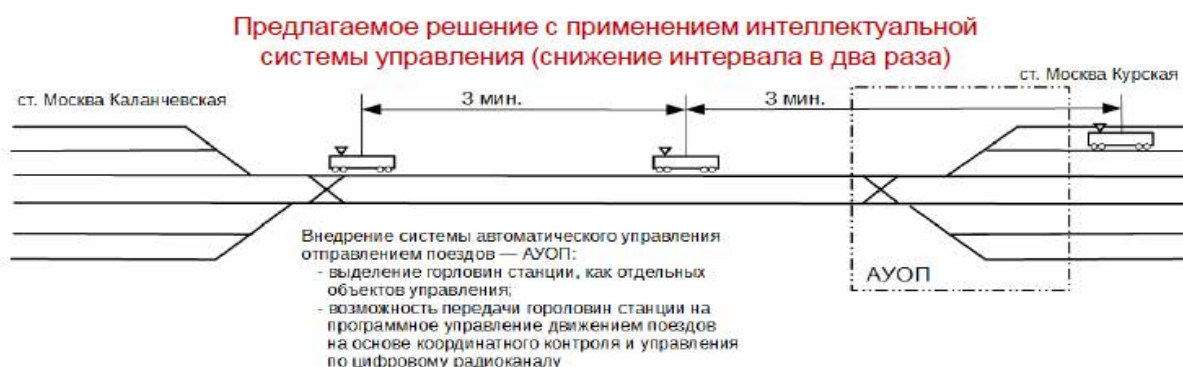 Предлагаемое решение с применением интеллектуальной
системы управления (снижение интервала в два раза)
ст. Москва Курская
ст. Москва Каланчевская
3 мин.
3 мин.
Внедрение системы автоматического управления
отправлением поездов — АУОП:
- выделение горловин станции, как отдельных
объектов управления;
- возможность передачи гороловин станции на
программное управление движением поездов
на основе координатного контроля и управления
по цифровому радиоканалу
АУОП